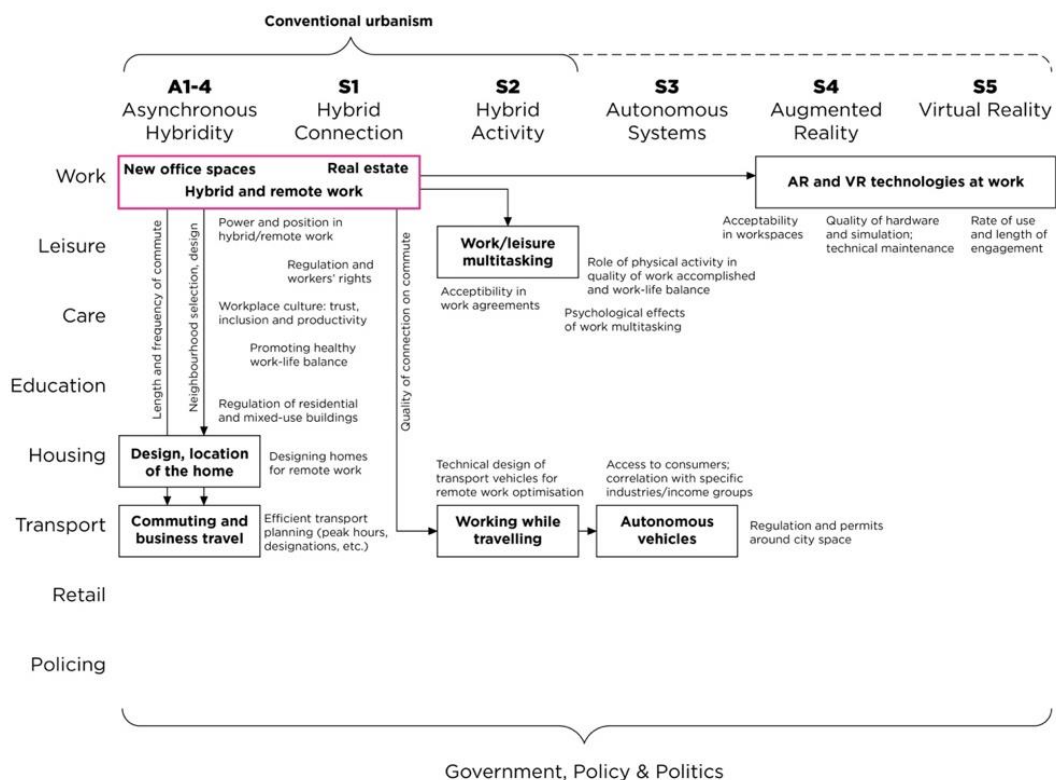 Conventional urbanism
A1-4
Asynchronous
Hybridity
S1
Hybrid
Connection
S2
Hybrid
Activity
S3
Autonomous
Systems
S4
Augmented
Reality
S5
Virtual Reality
Work
New office spaces
Real estate
Hybrid and remote work
AR and VR technologies at work
Acceptability
in workspaces
Quality of hardware
and simulation;
technical maintenance
Rate of use
and length of
engagement
Leisure
Length and frequency of commute
Neighbourhood selection, design
Power and position in
hybrid/remote work
Regulation and
workers' rights
Quality of connection on commute
Work/leisure
multitasking
Role of physical activity in
quality of work accomplished
and work-life balance
Acceptibility in
work agreements
Psychological effects
of work multitasking
Care
Workplace culture: trust,
inclusion and productivity
Promoting healthy
work-life balance
Education
Regulation of residential
and mixed-use buildings
Housing
Design, location
of the home
Designing homes
for remote work
Technical design of
transport vehicles for
remote work optimisation
Access to consumers;
correlation with specific
industries/income groups
Transport
Commuting and
business travel
Efficient transport
planning (peak hours,
designations, etc.)
Working while
travelling
Autonomous
vehicles
Regulation and permits
around city space
Retail
Policing
Government, Policy & Politics